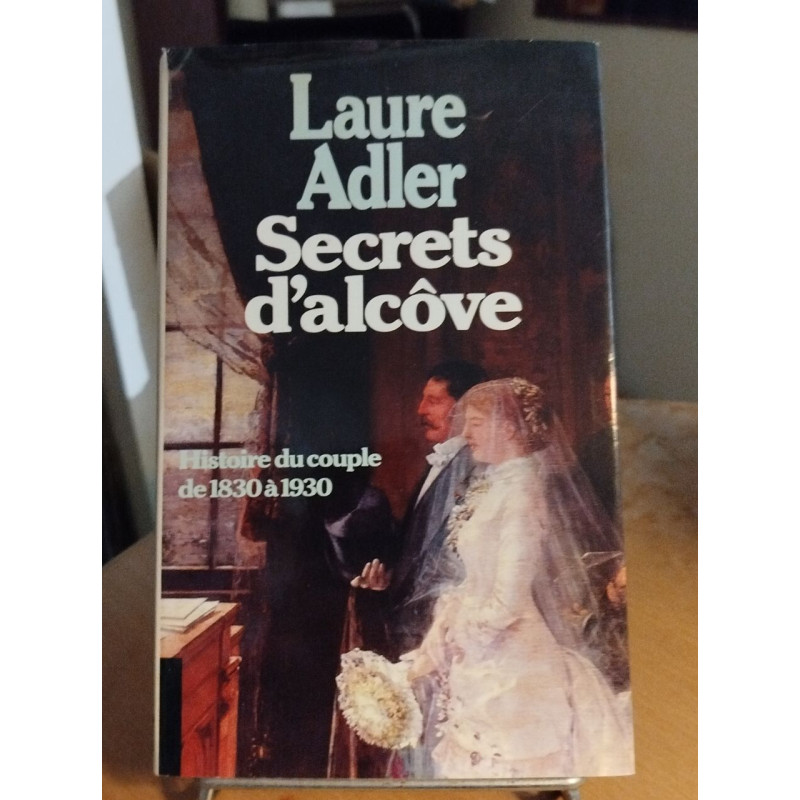 Laure
Adler
Secrets
d'alcôve
Histoire du couple
de 1830 à 1930